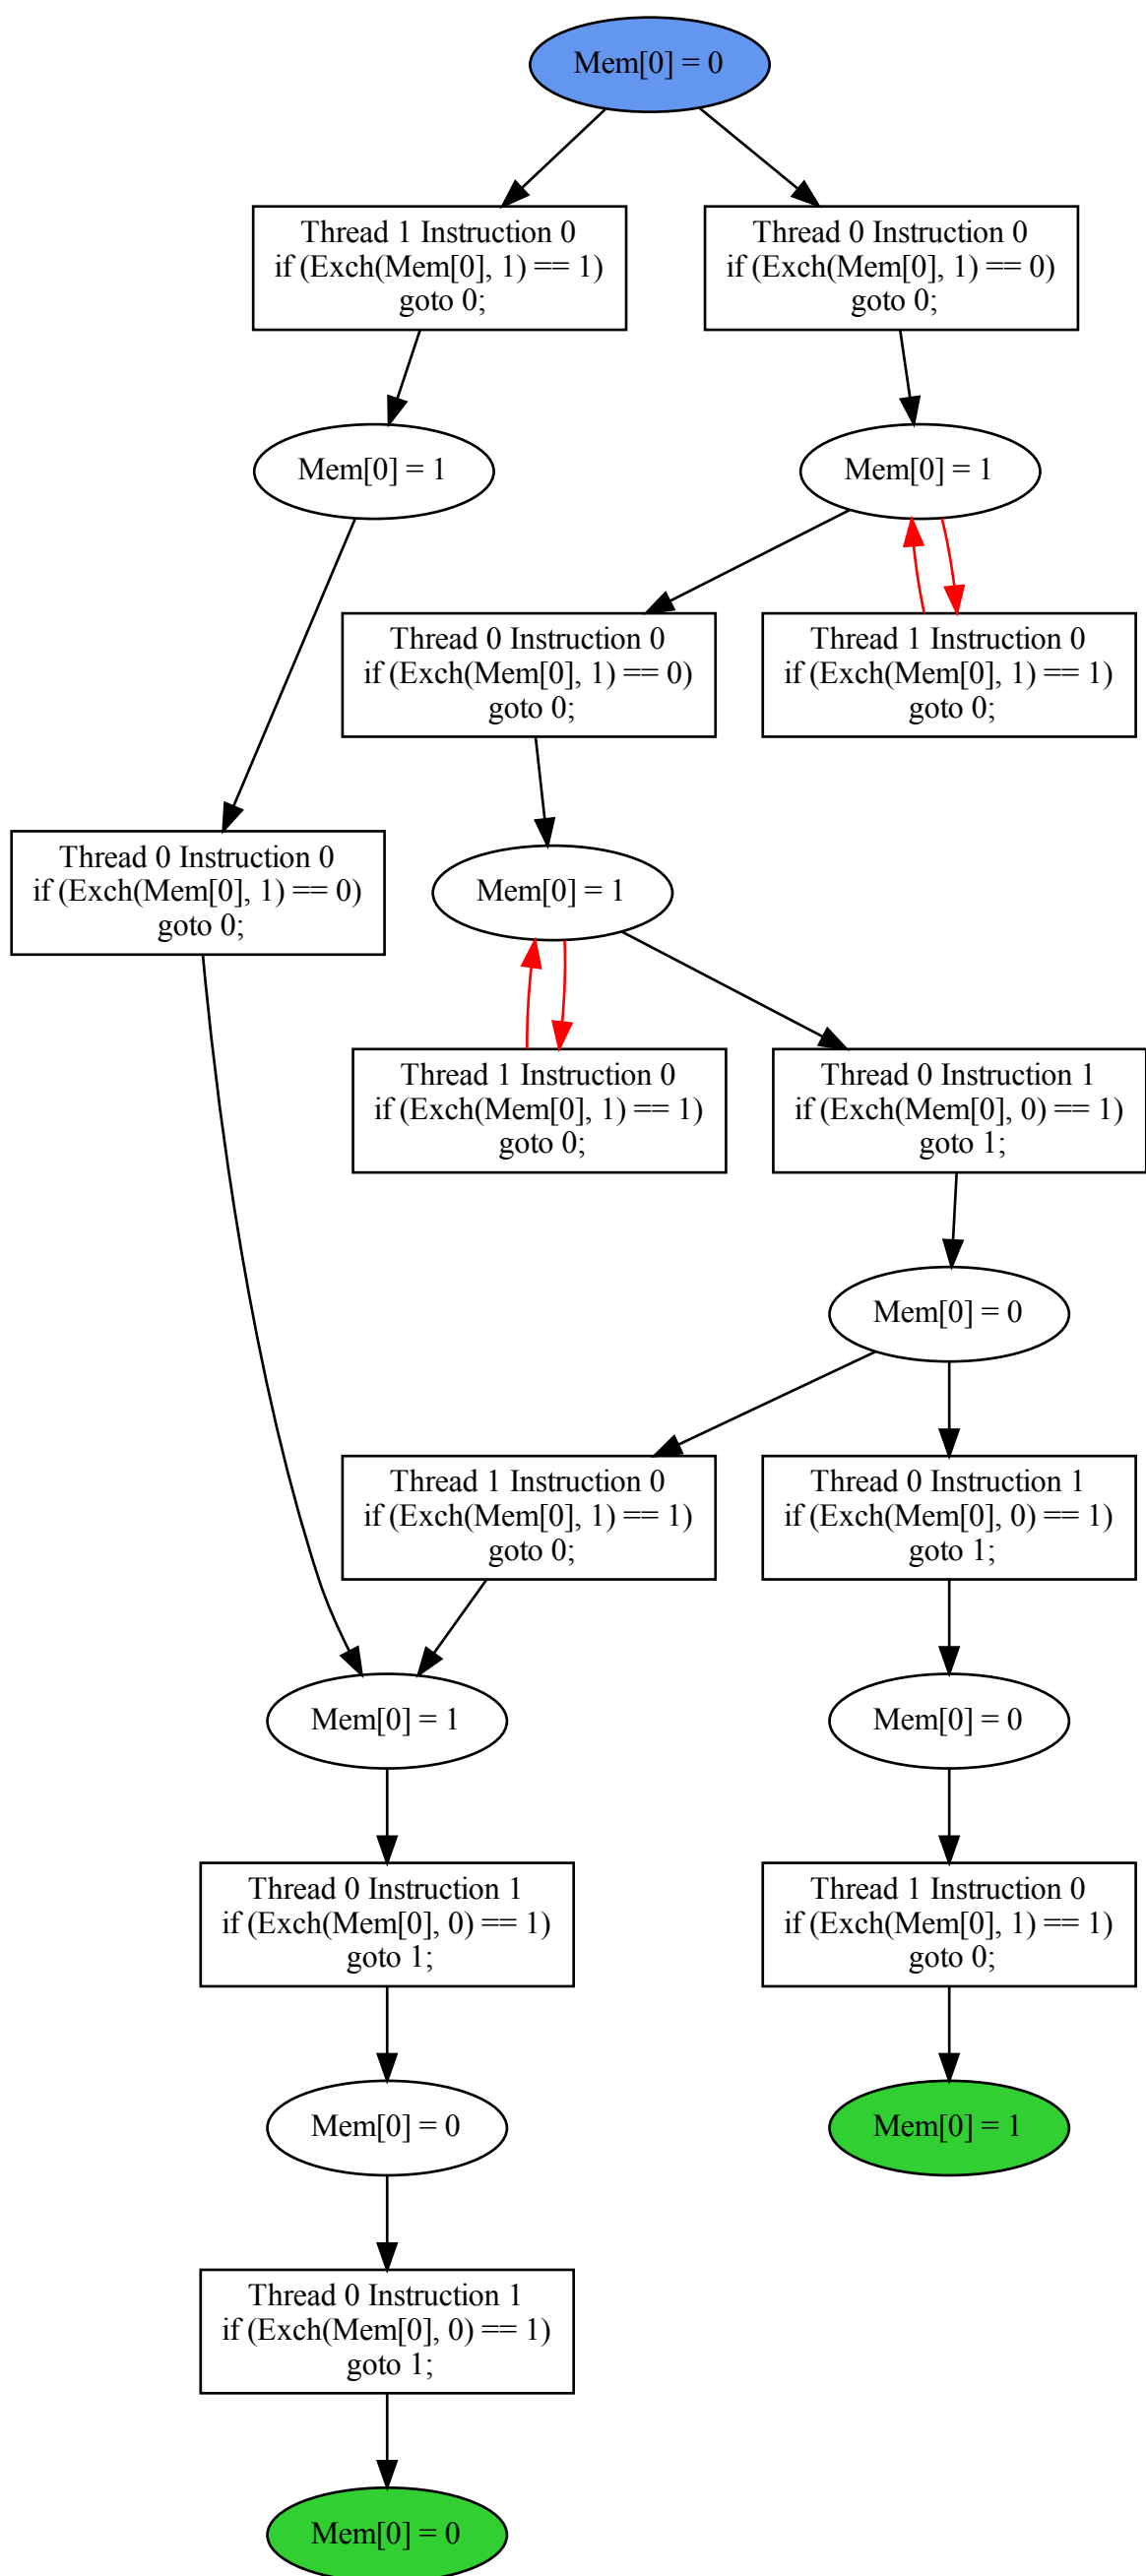 Mem[0] = 0
Thread 1 Instruction 0
if (Exch(Mem[0], 1) == 1)
goto 0;
Thread 0 Instruction 0
if (Exch(Mem[0], 1) == 0)
goto 0;
Mem[0] = 1
Mem[0] = 1
Thread 0 Instruction 0
if (Exch(Mem[0], 1) == 0)
goto 0;
Thread 1 Instruction 0
if (Exch(Mem[0], 1) == 1)
goto 0;
Thread 0 Instruction 0
if (Exch(Mem[0], 1) == 0)
goto 0;
Mem[0] = 1
Thread 1 Instruction 0
if (Exch(Mem[0], 1) == 1)
goto 0;
Thread 0 Instruction 1
if (Exch(Mem[0], 0) == 1)
goto 1;
Mem[0] = 0
Thread 1 Instruction 0
if (Exch(Mem[0], 1) == 1)
goto 0;
Thread 0 Instruction 1
if (Exch(Mem[0], 0) == 1)
goto 1;
Mem[0] = 1
Mem[0] = 0
Thread 0 Instruction 1
if (Exch(Mem[0], 0) == 1)
goto 1;
Thread 1 Instruction 0
if (Exch(Mem[0], 1) == 1)
goto 0;
Mem[0] = 0
Mem[0] = 1
Thread 0 Instruction 1
if (Exch(Mem[0], 0) == 1)
goto 1;
Mem[0] = 0